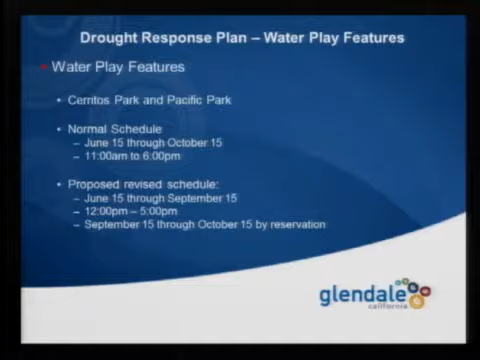 Drought Response Plan – Water Play Features
• Water Play Features
• Cerritos Park and Pacific Park
• Normal Schedule
– June 15 through October 15
– 11:00am to 6:00pm
• Proposed revised schedule:
– June 15 through September 15
– 12:00pm – 5:00pm
– September 15 through October 15 by reservation
glendale
california